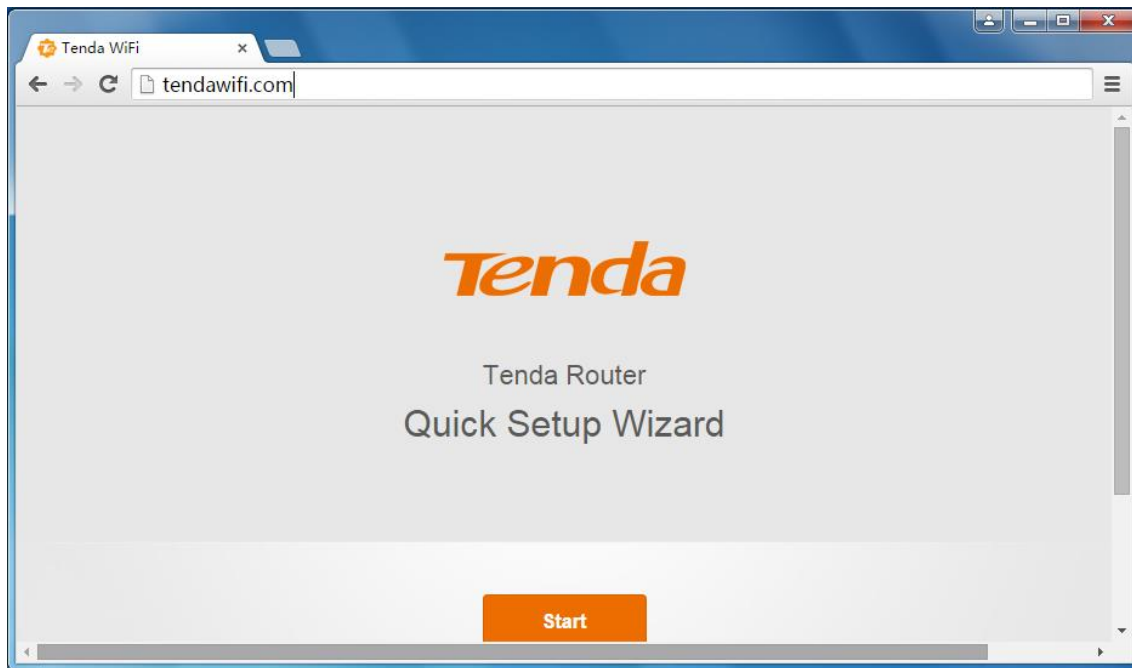 Tenda WiFi
tendawifi.com
Tenda
Tenda Router
Quick Setup Wizard
Start